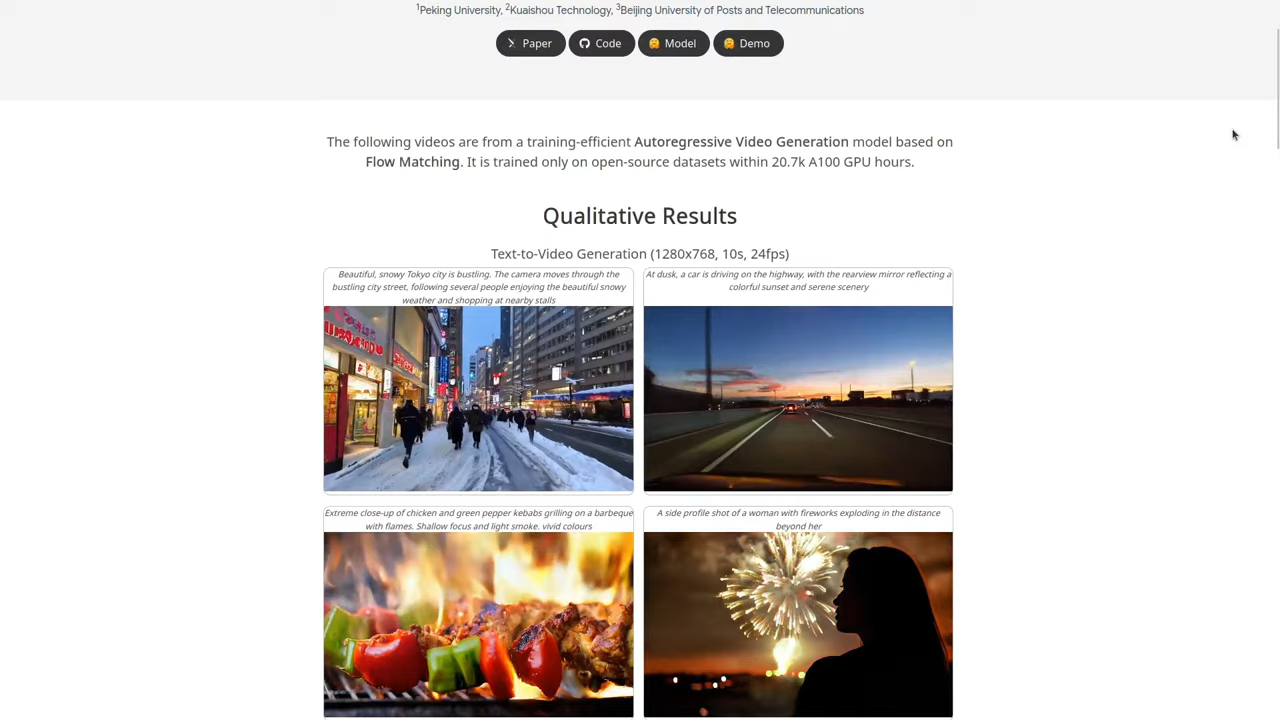 ¹Peking University, ²Kuaishou Technology, ³Beijing University of Posts and Telecommunications
Paper Code Model Demo
The following videos are from a training-efficient Autoregressive Video Generation model based on
Flow Matching. It is trained only on open-source datasets within 20.7k A100 GPU hours.
Qualitative Results
Text-to-Video Generation (1280x768, 10s, 24fps)
Beautiful, snowy Tokyo city is bustling. The camera moves through the
bustling city street, following several people enjoying the beautiful snowy
weather and shopping at nearby stalls
At dusk, a car is driving on the highway, with the rearview mirror reflecting a
colorful sunset and serene scenery
Extreme close-up of chicken and green pepper kebabs grilling on a barbeque
with flames. Shallow focus and light smoke. vivid colours
A side profile shot of a woman with fireworks exploding in the distance
beyond her